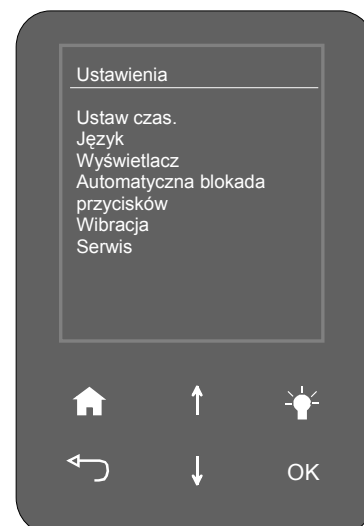 Ustawienia
Ustaw czas.
Język
Wyświetlacz
Automatyczna blokada
przycisków
Wibracja
Serwis
OK